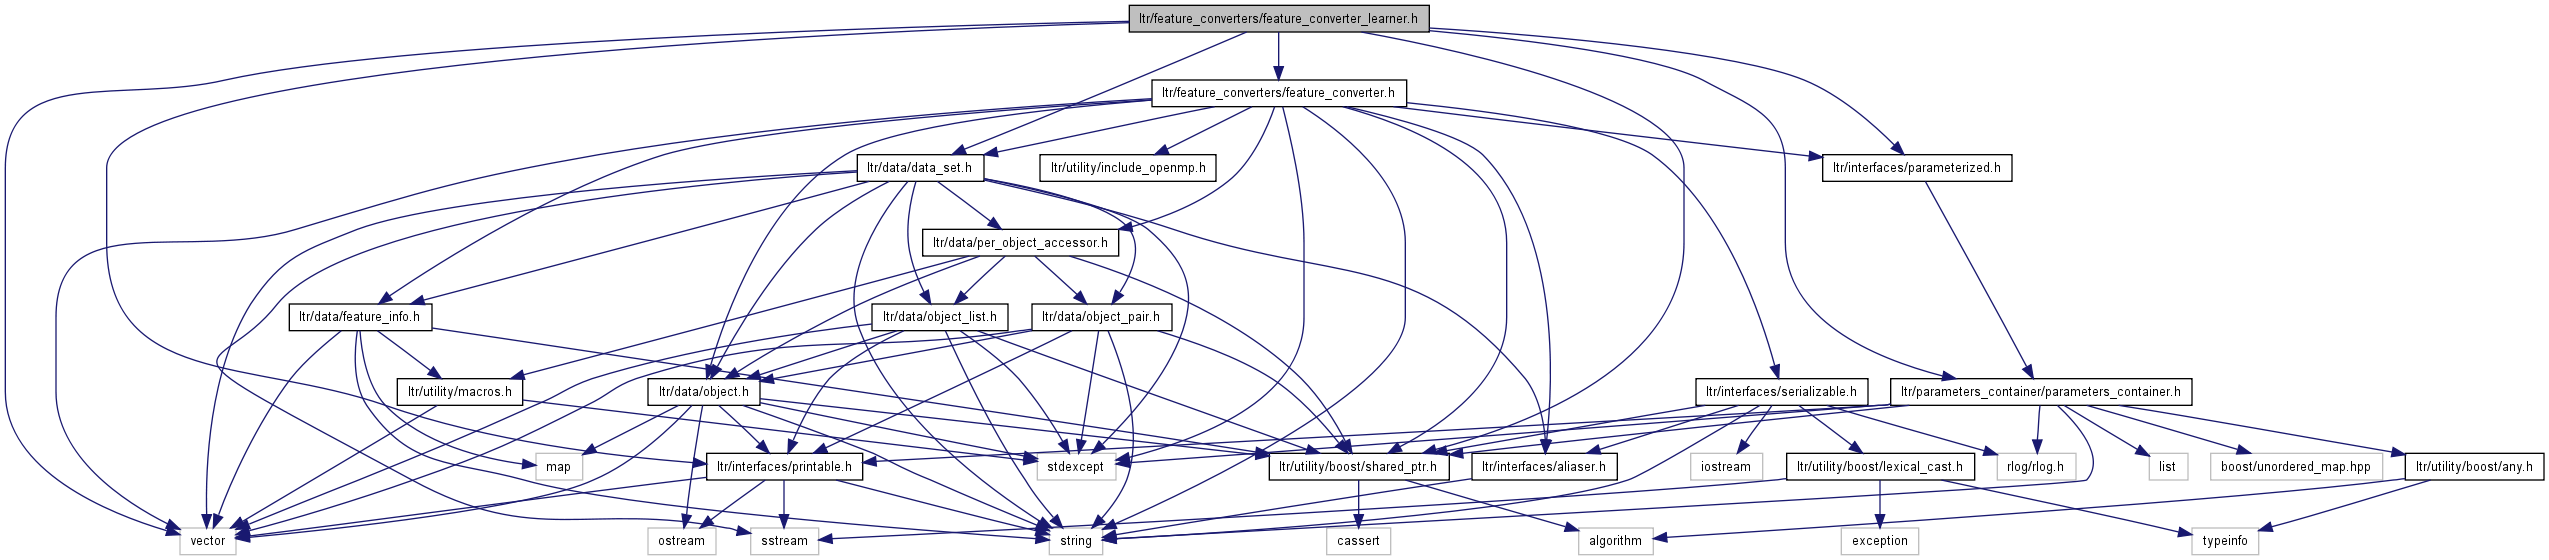 ltr/feature_converters/feature_converter_learner.h
ltr/feature_converters/feature_converter.h
ltr/data/data_set.h
ltr/utility/include_openmp.h
ltr/interfaces/parameterized.h
ltr/data/per_object_accessor.h
ltr/data/feature_info.h
ltr/data/object_list.h
ltr/data/object_pair.h
ltr/utility/macros.h
ltr/data/object.h
ltr/interfaces/serializable.h
ltr/parameters_container/parameters_container.h
map
ltr/interfaces/printable.h
stdexcept
ltr/utility/boost/shared_ptr.h
ltr/interfaces/aliaser.h
iostream
ltr/utility/boost/lexical_cast.h
rlog/rlog.h
list
boost/unordered_map.hpp
ltr/utility/boost/any.h
vector
ostream
sstream
string
cassert
algorithm
exception
typeinfo